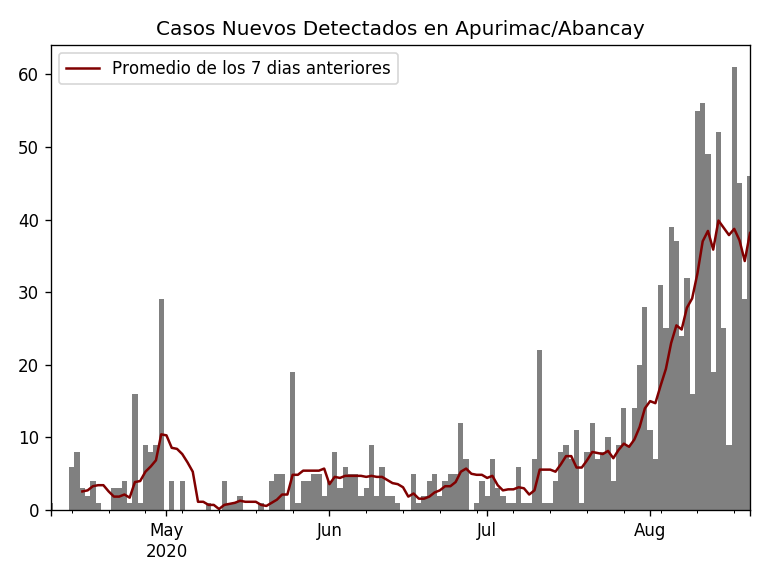 Casos Nuevos Detectados en Apurimac/Abancay
Promedio de los 7 dias anteriores
60
50
40
30
20
10
0
May
2020
Jun
Jul
Aug